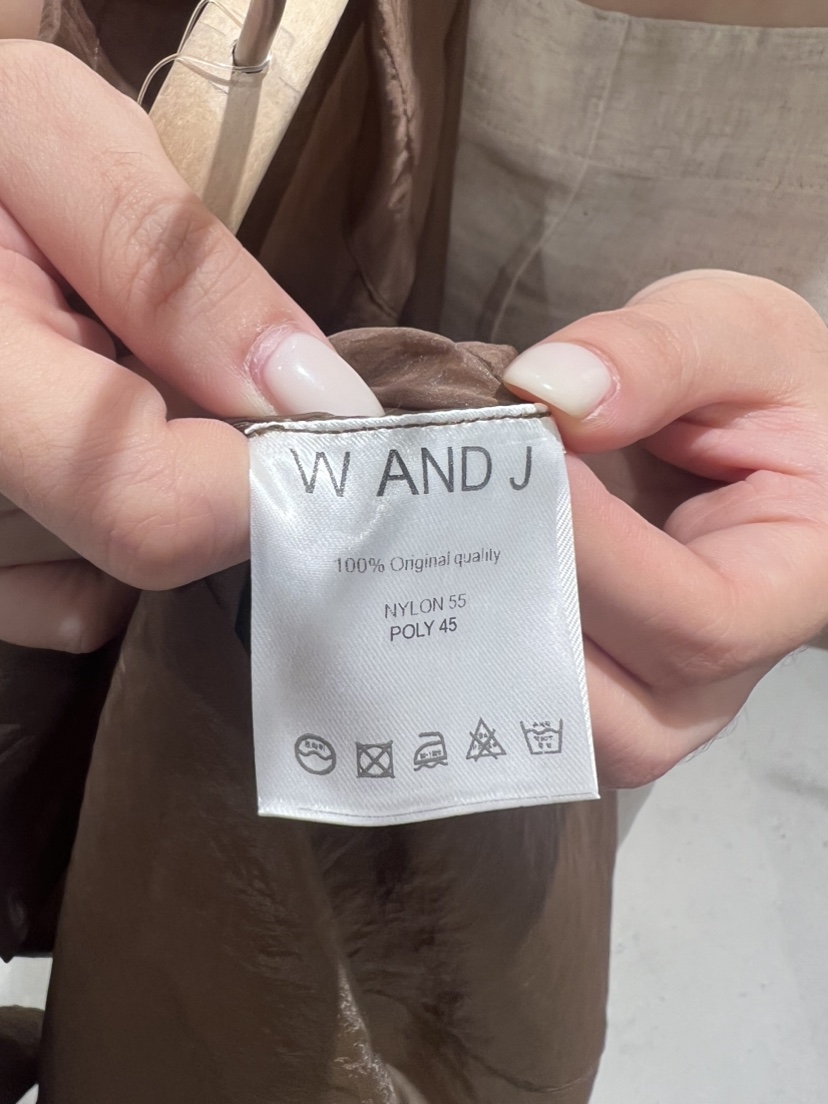 W AND J
100% Original quality
NYLON 55
POLY 45